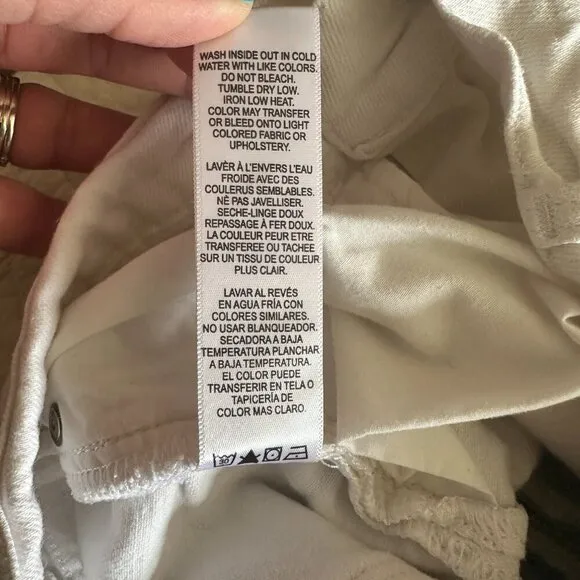 WASH INSIDE OUT IN COLD
WATER WITH LIKE COLORS.
DO NOT BLEACH.
TUMBLE DRY LOW.
IRON LOW HEAT.
COLOR MAY TRANSFER
OR BLEED ONTO LIGHT
COLORED FABRIC OR
UPHOLSTERY.
LAVÈR À L'ENVERS L'EAU
FROIDE AVEC DES
COULERUS SEMBLABLES.
NÈ PAS JAVELLISER.
SECHE-LINGE DOUX
REPASSAGE À FER DOUX.
LA COULEUR PEUT ÊTRE
TRANSFEREE OU TACHEE
SUR UN TISSU DE COULEUR
PLUS CLAIR.
LAVAR AL REVÉS
EN AGUA FRÍA CON
COLORES SIMILARES.
NO USAR BLANQUEADOR.
SECADORA A BAJA
TEMPERATURA PLANCHAR
A BAJA TEMPERATURA.
EL COLOR PUEDE
TRANSFERIR EN TELA O
TAPICERÍA DE
COLOR MAS CLARO.